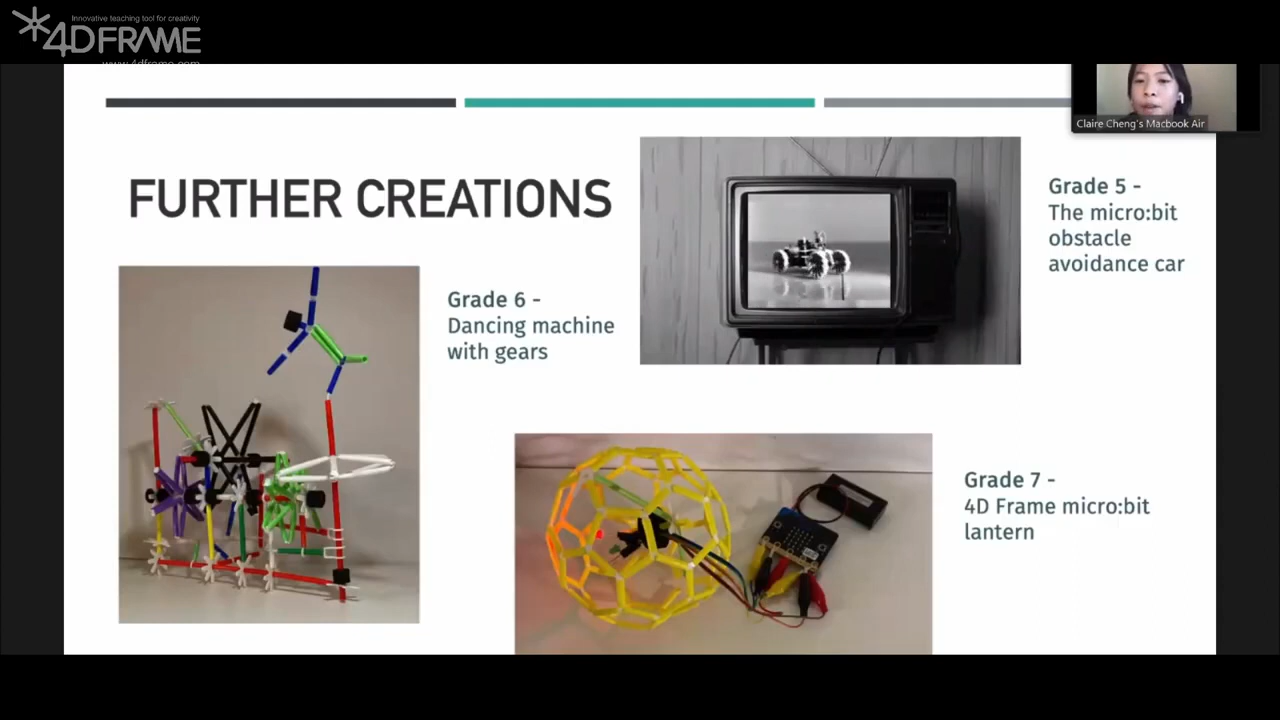 Innovative teaching tool for creativity
4DFRAME
www.4dframe.com
Claire Cheng's Macbook Air
FURTHER CREATIONS
Grade 5 -
The micro:bit
obstacle
avoidance car
Grade 6 -
Dancing machine
with gears
Grade 7 -
4D Frame micro:bit
lantern